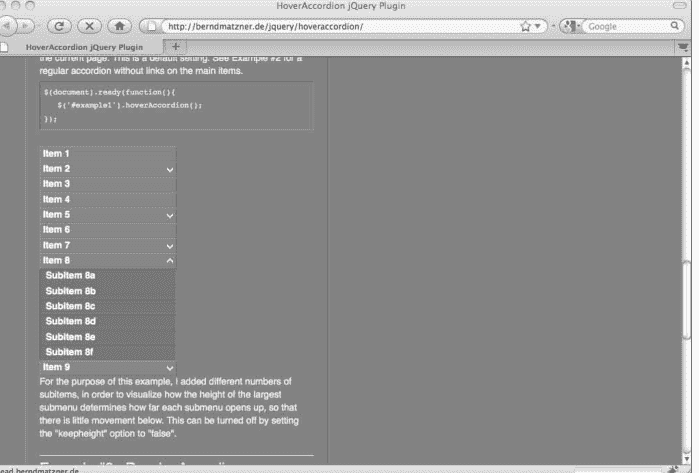 HoverAccordion jQuery Plugin
http://berndmatzner.de/jquery/hoveraccordion/
Google
HoverAccordion jQuery Plugin
the current page. This is a default setting. See Example #2 for a
regular accordion without links on the main items.
$(document).ready(function(){
$('#example1').hoverAccordion();
});
Item 1
Item 2
Item 3
Item 4
Item 5
Item 6
Item 7
Item 8
Subitem 8a
Subitem 8b
Subitem 8c
Subitem 8d
Subitem 8e
Subitem 8f
Item 9
For the purpose of this example, I added different numbers of
subitems, in order to visualize how the height of the largest
submenu determines how far each submenu opens up, so that
there is little movement below. This can be turned off by setting
the "keepheight" option to "false".
berndmatzner.de